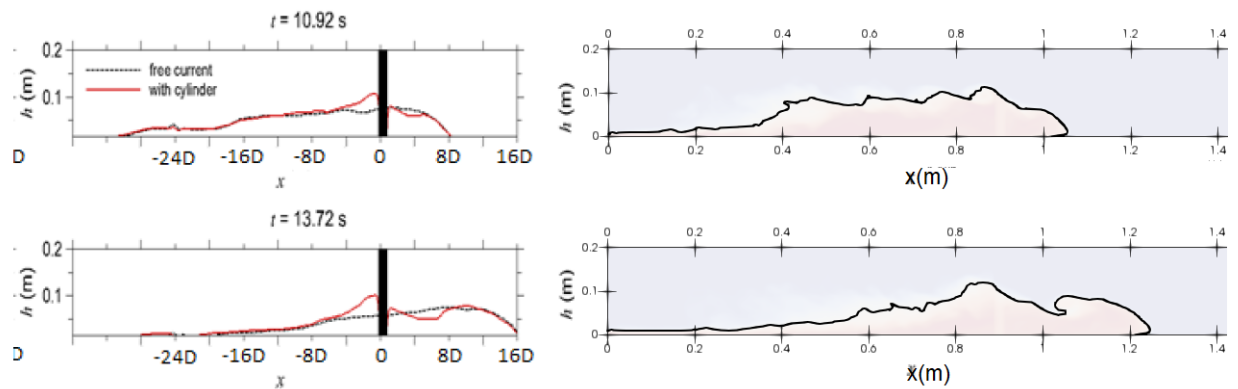 t = 10.92 s
0.2
0.1
h (m)
free current
with cylinder
D -24D -16D -8D 0 8D 16D
x
0 0.2 0.4 0.6 0.8 1 1.2 1.4
0.2
0.1
0
h (m)
0 0.2 0.4 0.6 0.8 1 1.2 1.4
x(m)
t = 13.72 s
0.2
0.1
h (m)
D -24D -16D -8D 0 8D 16D
x
0 0.2 0.4 0.6 0.8 1 1.2 1.4
0.2
0.1
0
h (m)
0 0.2 0.4 0.6 0.8 1 1.2 1.4
x(m)